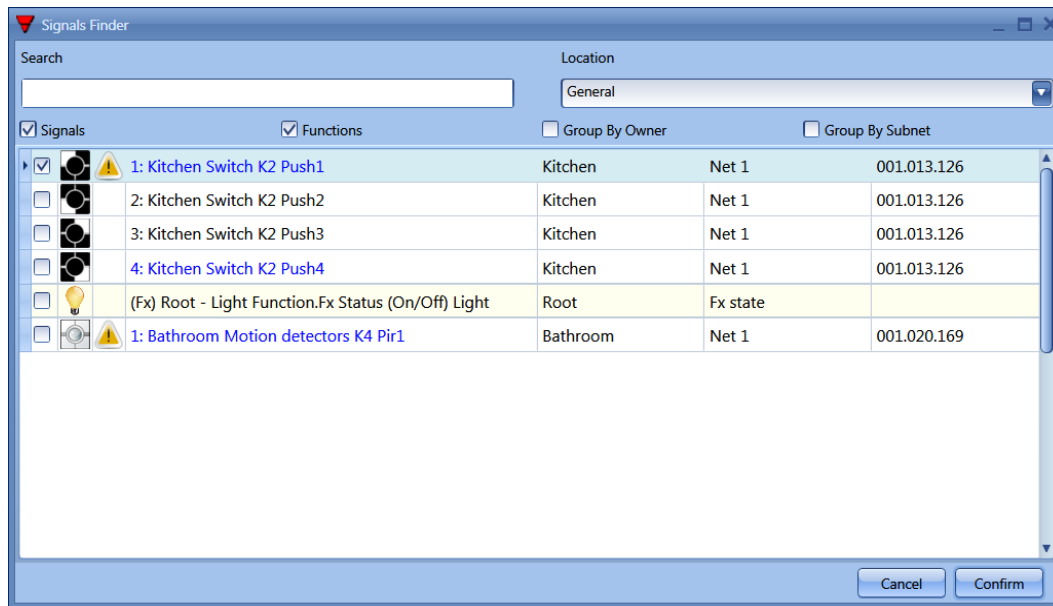 Signals Finder
Search Location
General
Signals Functions Group By Owner Group By Subnet
1: Kitchen Switch K2 Push1 Kitchen Net 1 001.013.126
2: Kitchen Switch K2 Push2 Kitchen Net 1 001.013.126
3: Kitchen Switch K2 Push3 Kitchen Net 1 001.013.126
4: Kitchen Switch K2 Push4 Kitchen Net 1 001.013.126
(Fx) Root - Light Function.Fx Status (On/Off) Light Root Fx state
1: Bathroom Motion detectors K4 Pir1 Bathroom Net 1 001.020.169
Cancel Confirm